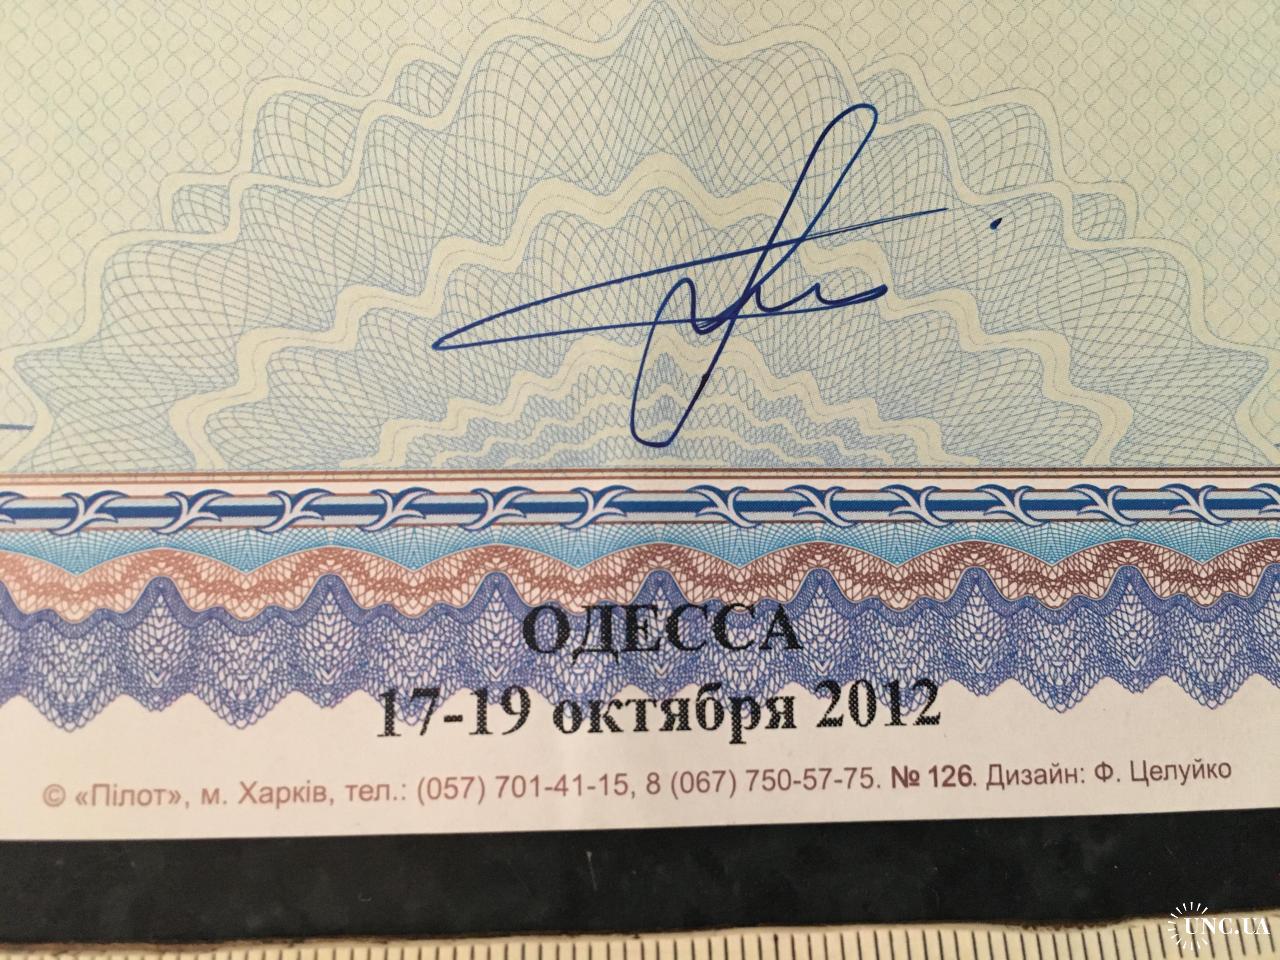 ОДЕССА
17-19 октября 2012
© «Пілот», м. Харків, тел.: (057) 701-41-15, 8 (067) 750-57-75. № 126. Дизайн: Ф. Целуйко
UNC.UA